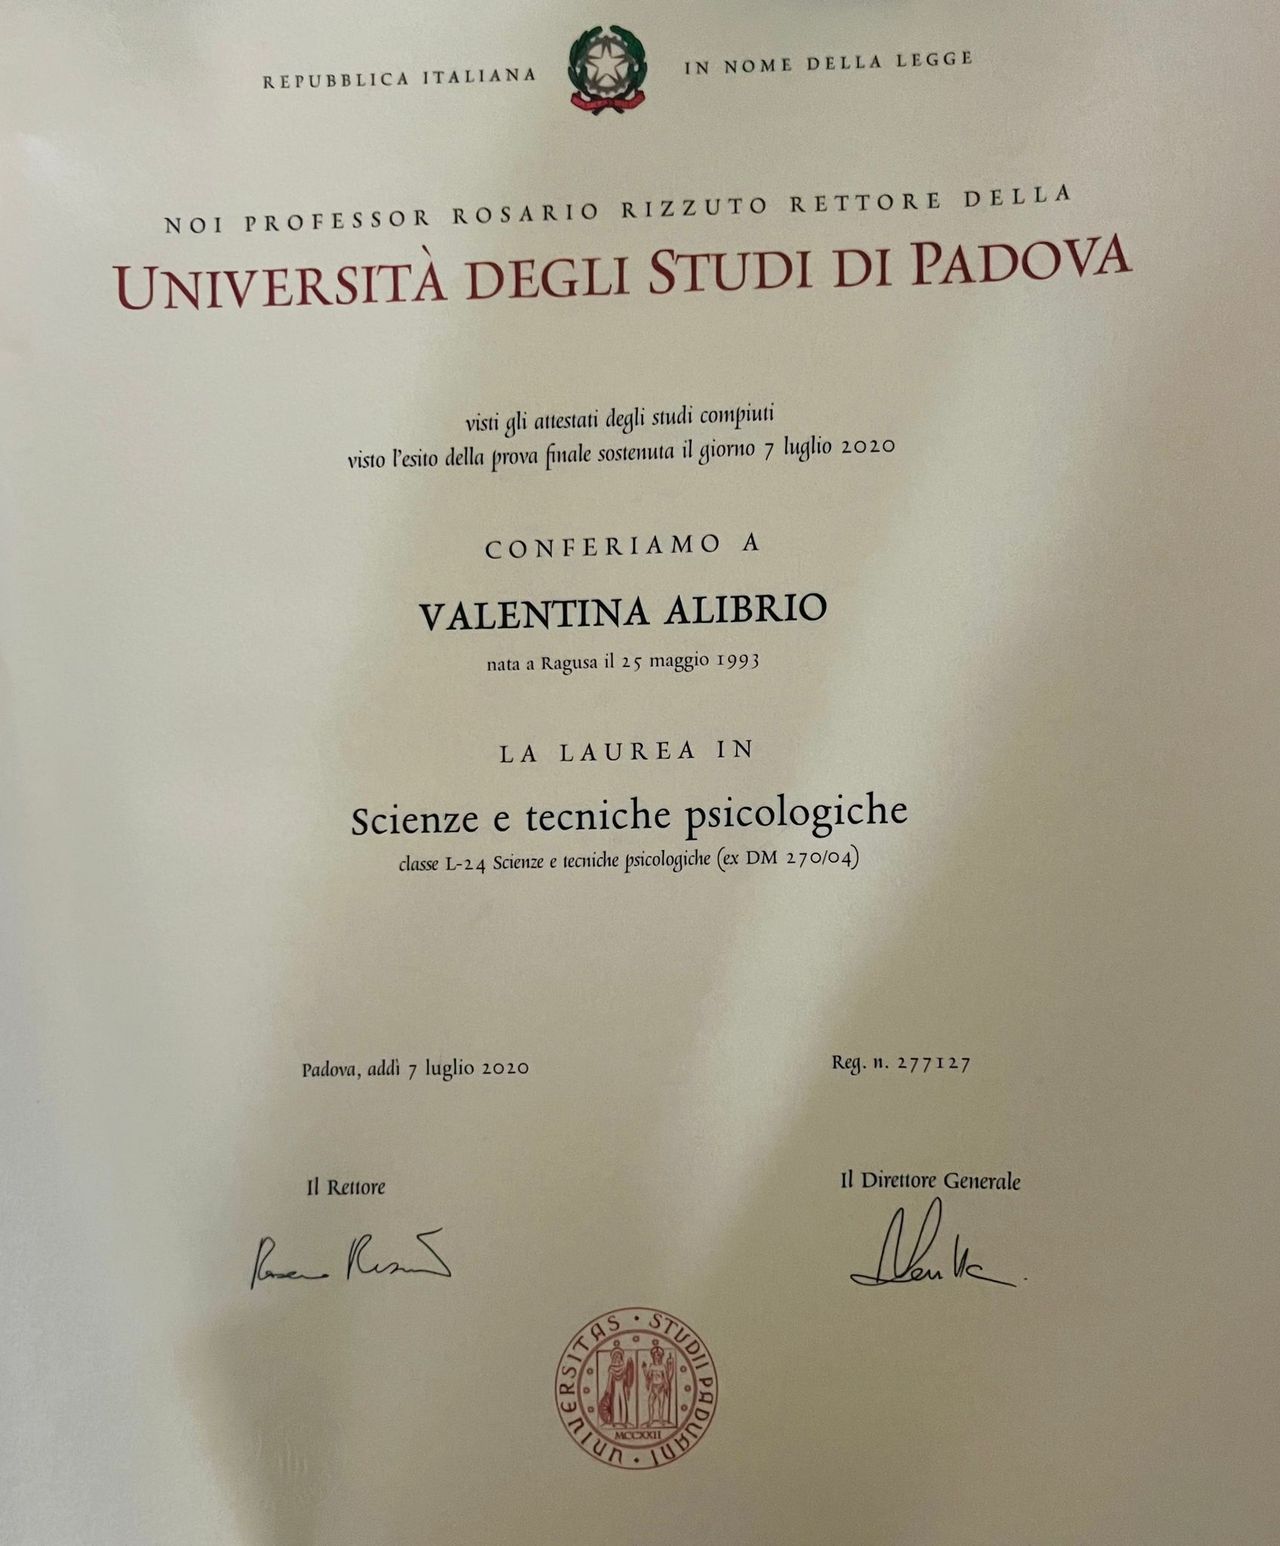 REPUBBLICA ITALIANA IN NOME DELLA LEGGE
NOI PROFESSOR ROSARIO RIZZUTO RETTORE DELLA
UNIVERSITÀ DEGLI STUDI DI PADOVA
visti gli attestati degli studi compiuti
visto l'esito della prova finale sostenuta il giorno 7 luglio 2020
CONFERIAMO A
VALENTINA ALIBRIO
nata a Ragusa il 25 maggio 1993
LA LAUREA IN
Scienze e tecniche psicologiche
classe L-24 Scienze e tecniche psicologiche (ex DM 270/04)
Padova, addì 7 luglio 2020 Reg. n. 277127
Il Rettore Il Direttore Generale
UNIVERSITAS · STUDII PADUANI ·
MCCXXII